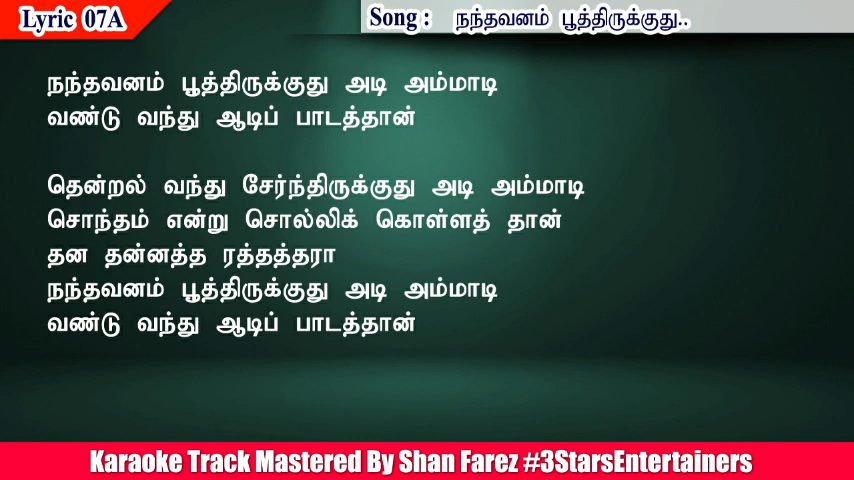 Lyric 07A
Song : நந்தவனம் பூத்திருக்குது..
நந்தவனம் பூத்திருக்குது அடி அம்மாடி
வண்டு வந்து ஆடிப் பாடத்தான்
தென்றல் வந்து சேர்ந்திருக்குது அடி அம்மாடி
சொந்தம் என்று சொல்லிக் கொள்ளத் தான்
தன தன்னத்த ரத்தத்தரா
நந்தவனம் பூத்திருக்குது அடி அம்மாடி
வண்டு வந்து ஆடிப் பாடத்தான்
Karaoke Track Mastered By Shan Farez #3StarsEntertainers